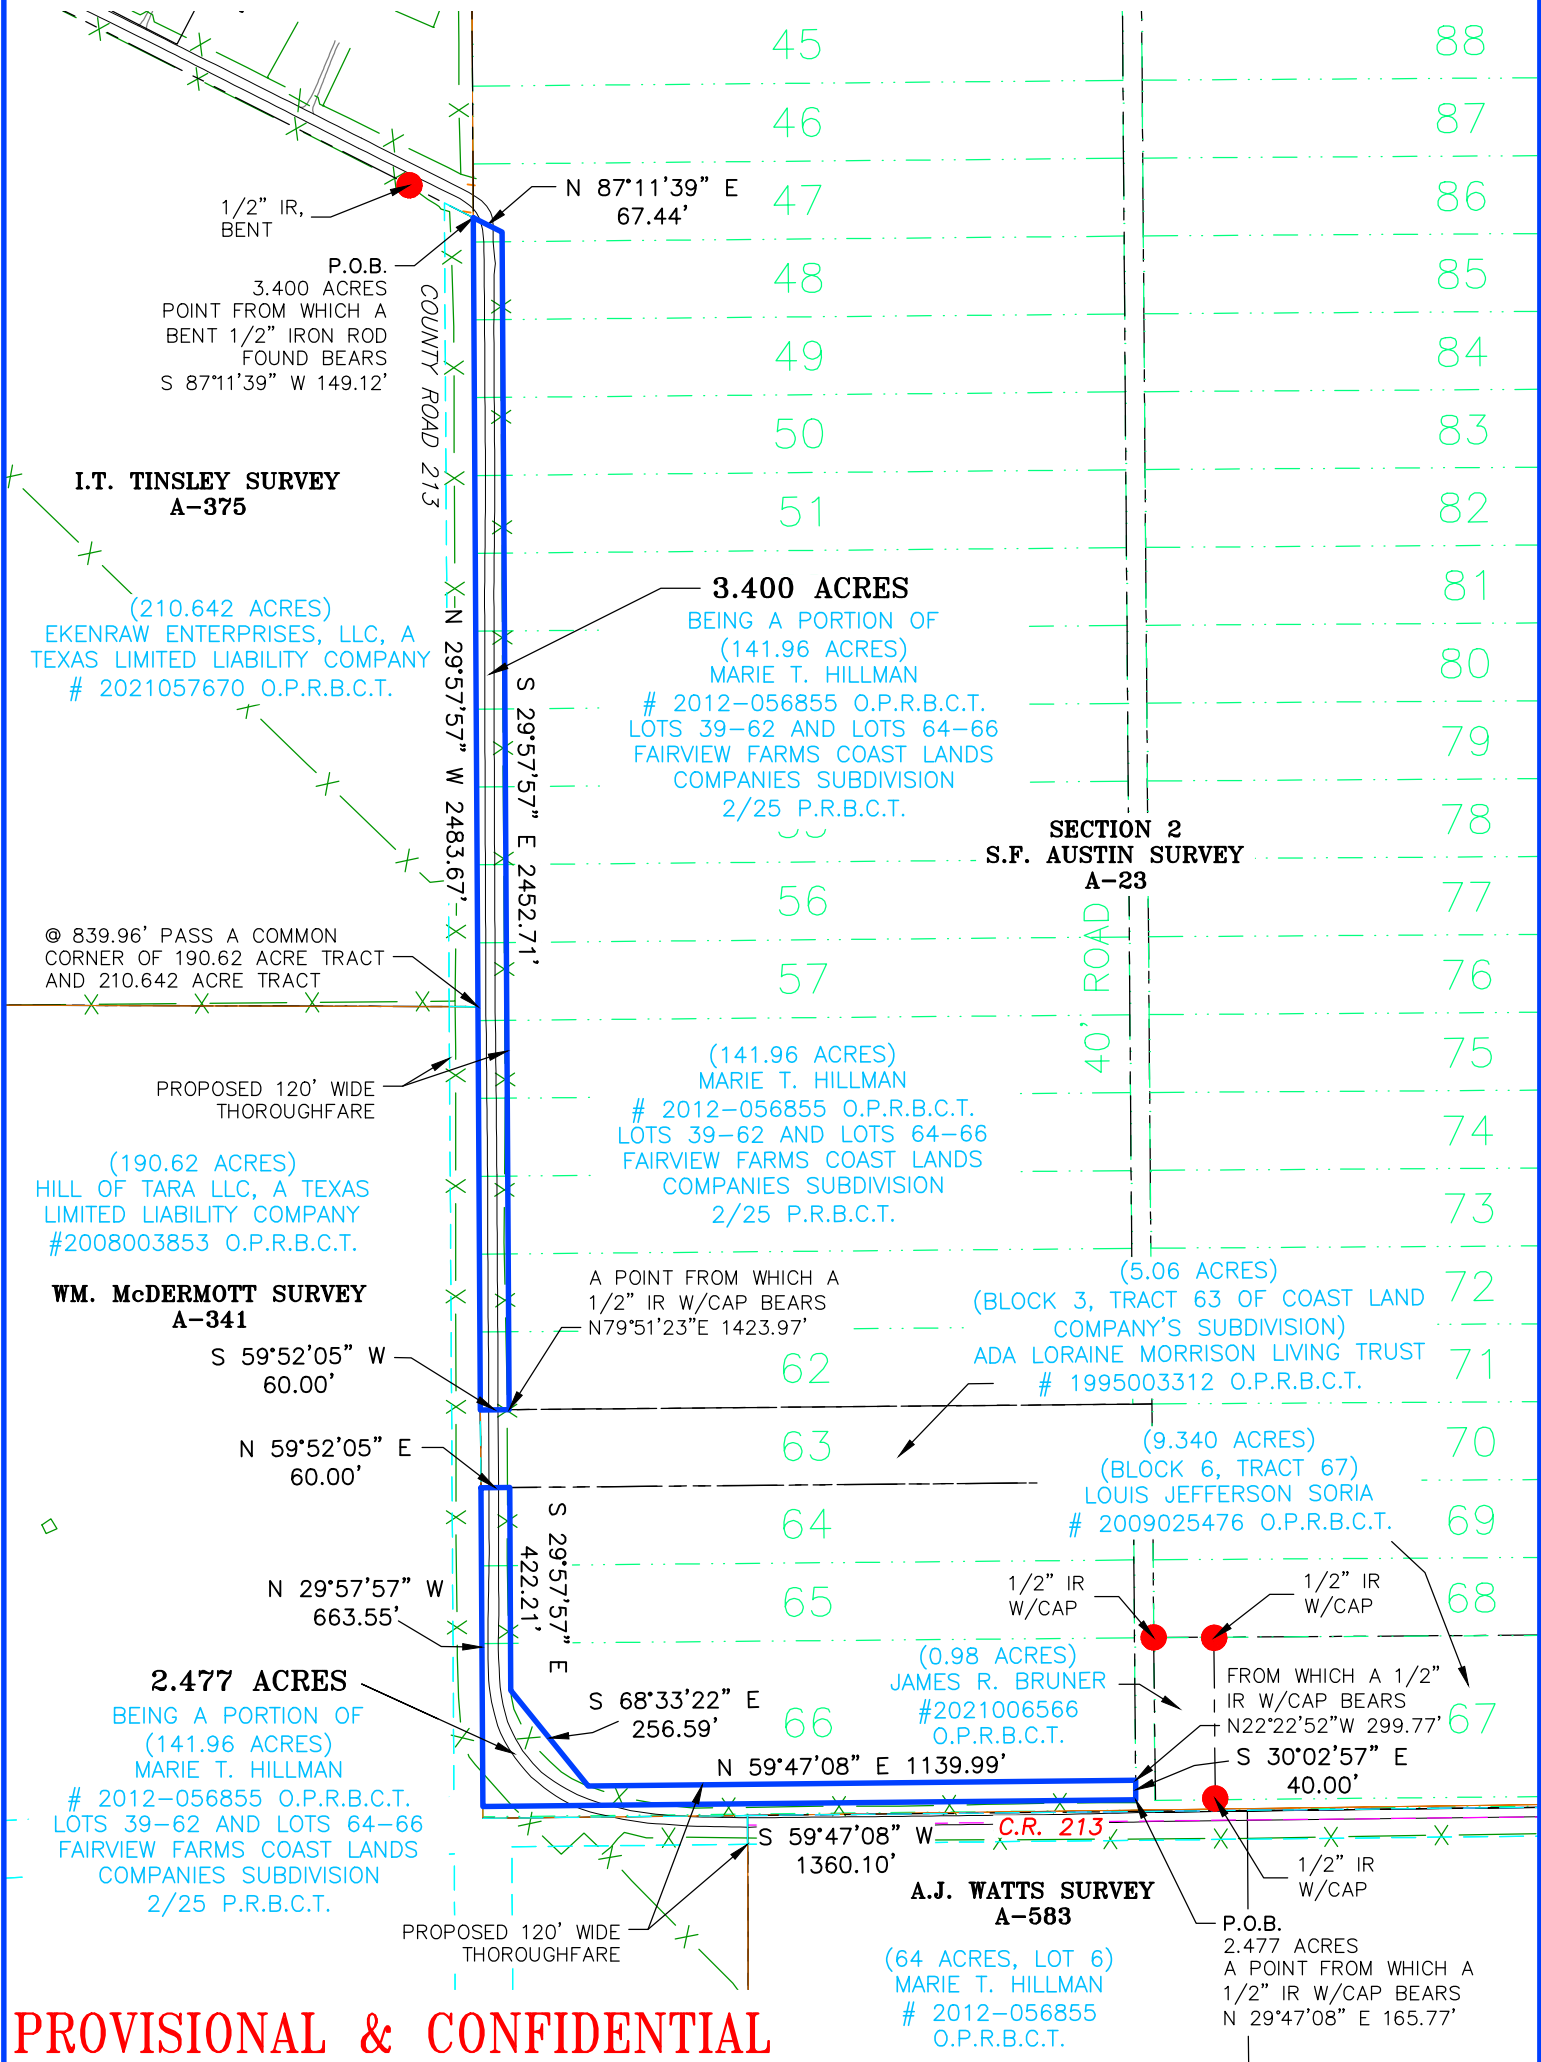 45
46
47
48
49
50
51
56
57
62
63
64
65
66
88
87
86
85
84
83
82
81
80
79
78
77
76
75
74
73
72
71
70
69
68
67
1/2" IR,
BENT
N 87°11'39" E
67.44'
P.O.B.
3.400 ACRES
POINT FROM WHICH A
BENT 1/2" IRON ROD
FOUND BEARS
S 87°11'39" W 149.12'
COUNTY ROAD 213
I.T. TINSLEY SURVEY
A-375
(210.642 ACRES)
EKENRAW ENTERPRISES, LLC, A
TEXAS LIMITED LIABILITY COMPANY
# 2021057670 O.P.R.B.C.T.
N 29°57'57" W 2483.67'
S 29°57'57" E 2452.71'
3.400 ACRES
BEING A PORTION OF
(141.96 ACRES)
MARIE T. HILLMAN
# 2012-056855 O.P.R.B.C.T.
LOTS 39-62 AND LOTS 64-66
FAIRVIEW FARMS COAST LANDS
COMPANIES SUBDIVISION
2/25 P.R.B.C.T.
SECTION 2
S.F. AUSTIN SURVEY
A-23
40' ROAD
@ 839.96' PASS A COMMON
CORNER OF 190.62 ACRE TRACT
AND 210.642 ACRE TRACT
PROPOSED 120' WIDE
THOROUGHFARE
(141.96 ACRES)
MARIE T. HILLMAN
# 2012-056855 O.P.R.B.C.T.
LOTS 39-62 AND LOTS 64-66
FAIRVIEW FARMS COAST LANDS
COMPANIES SUBDIVISION
2/25 P.R.B.C.T.
(190.62 ACRES)
HILL OF TARA LLC, A TEXAS
LIMITED LIABILITY COMPANY
#2008003853 O.P.R.B.C.T.
WM. McDERMOTT SURVEY
A-341
A POINT FROM WHICH A
1/2" IR W/CAP BEARS
N79°51'23"E 1423.97'
(5.06 ACRES)
(BLOCK 3, TRACT 63 OF COAST LAND
COMPANY'S SUBDIVISION)
ADA LORAINE MORRISON LIVING TRUST
# 1995003312 O.P.R.B.C.T.
S 59°52'05" W
60.00'
N 59°52'05" E
60.00'
(9.340 ACRES)
(BLOCK 6, TRACT 67)
LOUIS JEFFERSON SORIA
# 2009025476 O.P.R.B.C.T.
S 29°57'57" E
422.21'
N 29°57'57" W
663.55'
1/2" IR
W/CAP
1/2" IR
W/CAP
(0.98 ACRES)
JAMES R. BRUNER
#2021006566
O.P.R.B.C.T.
FROM WHICH A 1/2"
IR W/CAP BEARS
N22°22'52"W 299.77'
2.477 ACRES
BEING A PORTION OF
(141.96 ACRES)
MARIE T. HILLMAN
# 2012-056855 O.P.R.B.C.T.
LOTS 39-62 AND LOTS 64-66
FAIRVIEW FARMS COAST LANDS
COMPANIES SUBDIVISION
2/25 P.R.B.C.T.
S 68°33'22" E
256.59'
N 59°47'08" E 1139.99'
S 30°02'57" E
40.00'
S 59°47'08" W
1360.10'
C.R. 213
1/2" IR
W/CAP
A.J. WATTS SURVEY
A-583
PROPOSED 120' WIDE
THOROUGHFARE
(64 ACRES, LOT 6)
MARIE T. HILLMAN
# 2012-056855
O.P.R.B.C.T.
P.O.B.
2.477 ACRES
A POINT FROM WHICH A
1/2" IR W/CAP BEARS
N 29°47'08" E 165.77'
PROVISIONAL & CONFIDENTIAL